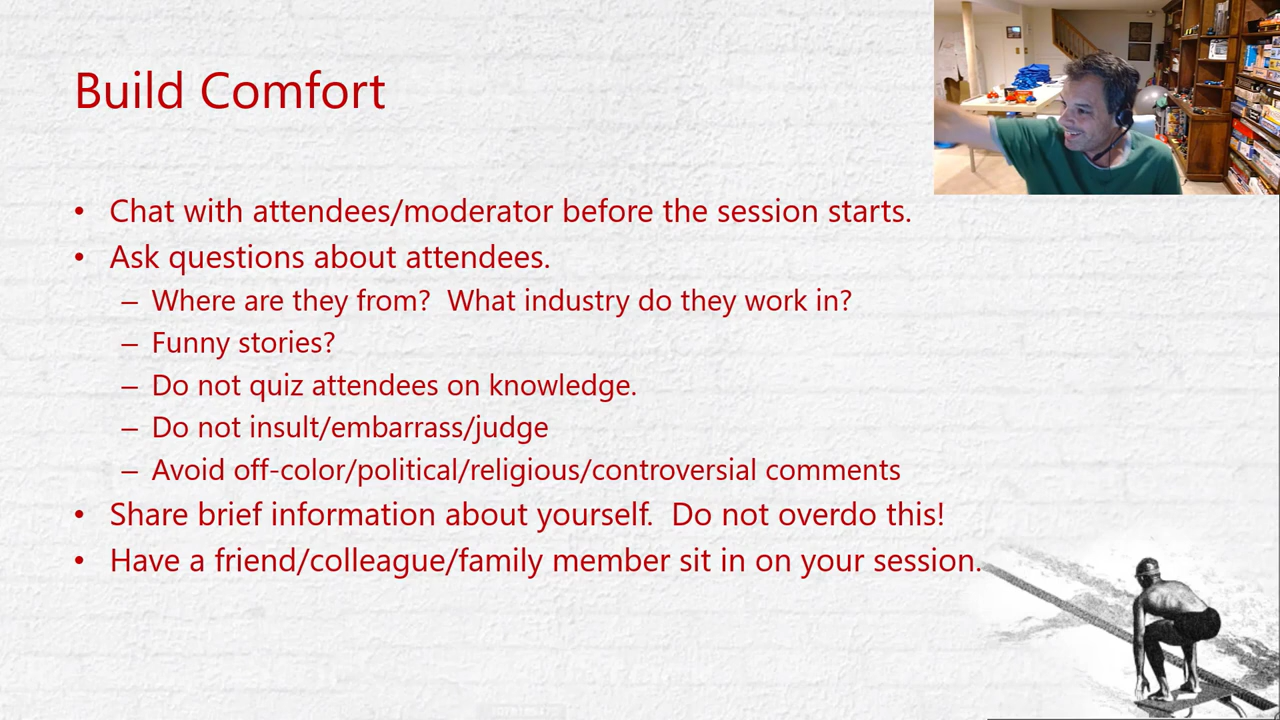 Build Comfort
• Chat with attendees/moderator before the session starts.
• Ask questions about attendees.
– Where are they from?  What industry do they work in?
– Funny stories?
– Do not quiz attendees on knowledge.
– Do not insult/embarrass/judge
– Avoid off-color/political/religious/controversial comments
• Share brief information about yourself.  Do not overdo this!
• Have a friend/colleague/family member sit in on your session.